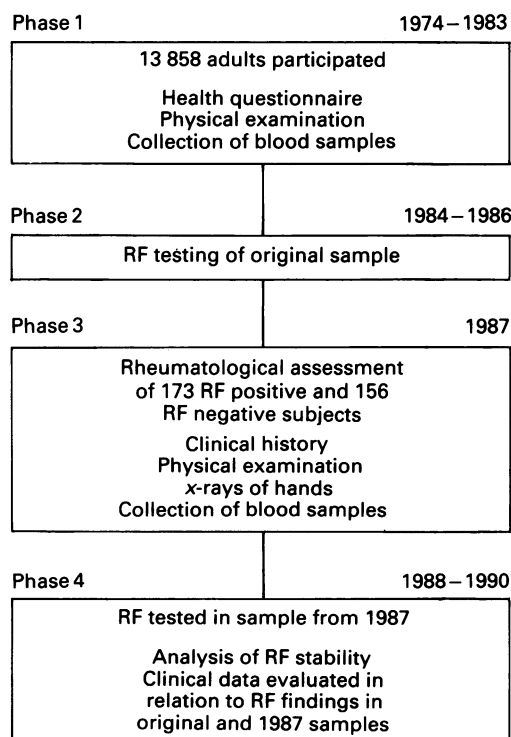 Phase 1 1974–1983
13 858 adults participated
Health questionnaire
Physical examination
Collection of blood samples
Phase 2 1984–1986
RF testing of original sample
Phase 3 1987
Rheumatological assessment
of 173 RF positive and 156
RF negative subjects
Clinical history
Physical examination
x-rays of hands
Collection of blood samples
Phase 4 1988–1990
RF tested in sample from 1987
Analysis of RF stability
Clinical data evaluated in
relation to RF findings in
original and 1987 samples